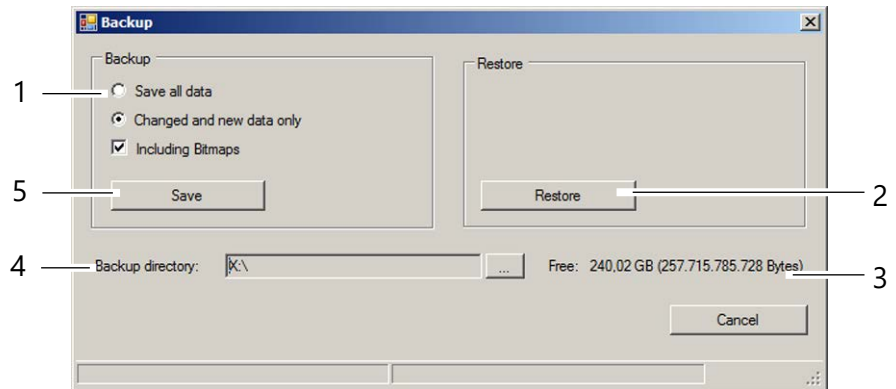 Backup
Backup
Restore
1
Save all data
Changed and new data only
Including Bitmaps
5
Save
Restore
2
4
Backup directory:
X:\
...
Free: 240,02 GB (257.715.785.728 Bytes)
3
Cancel